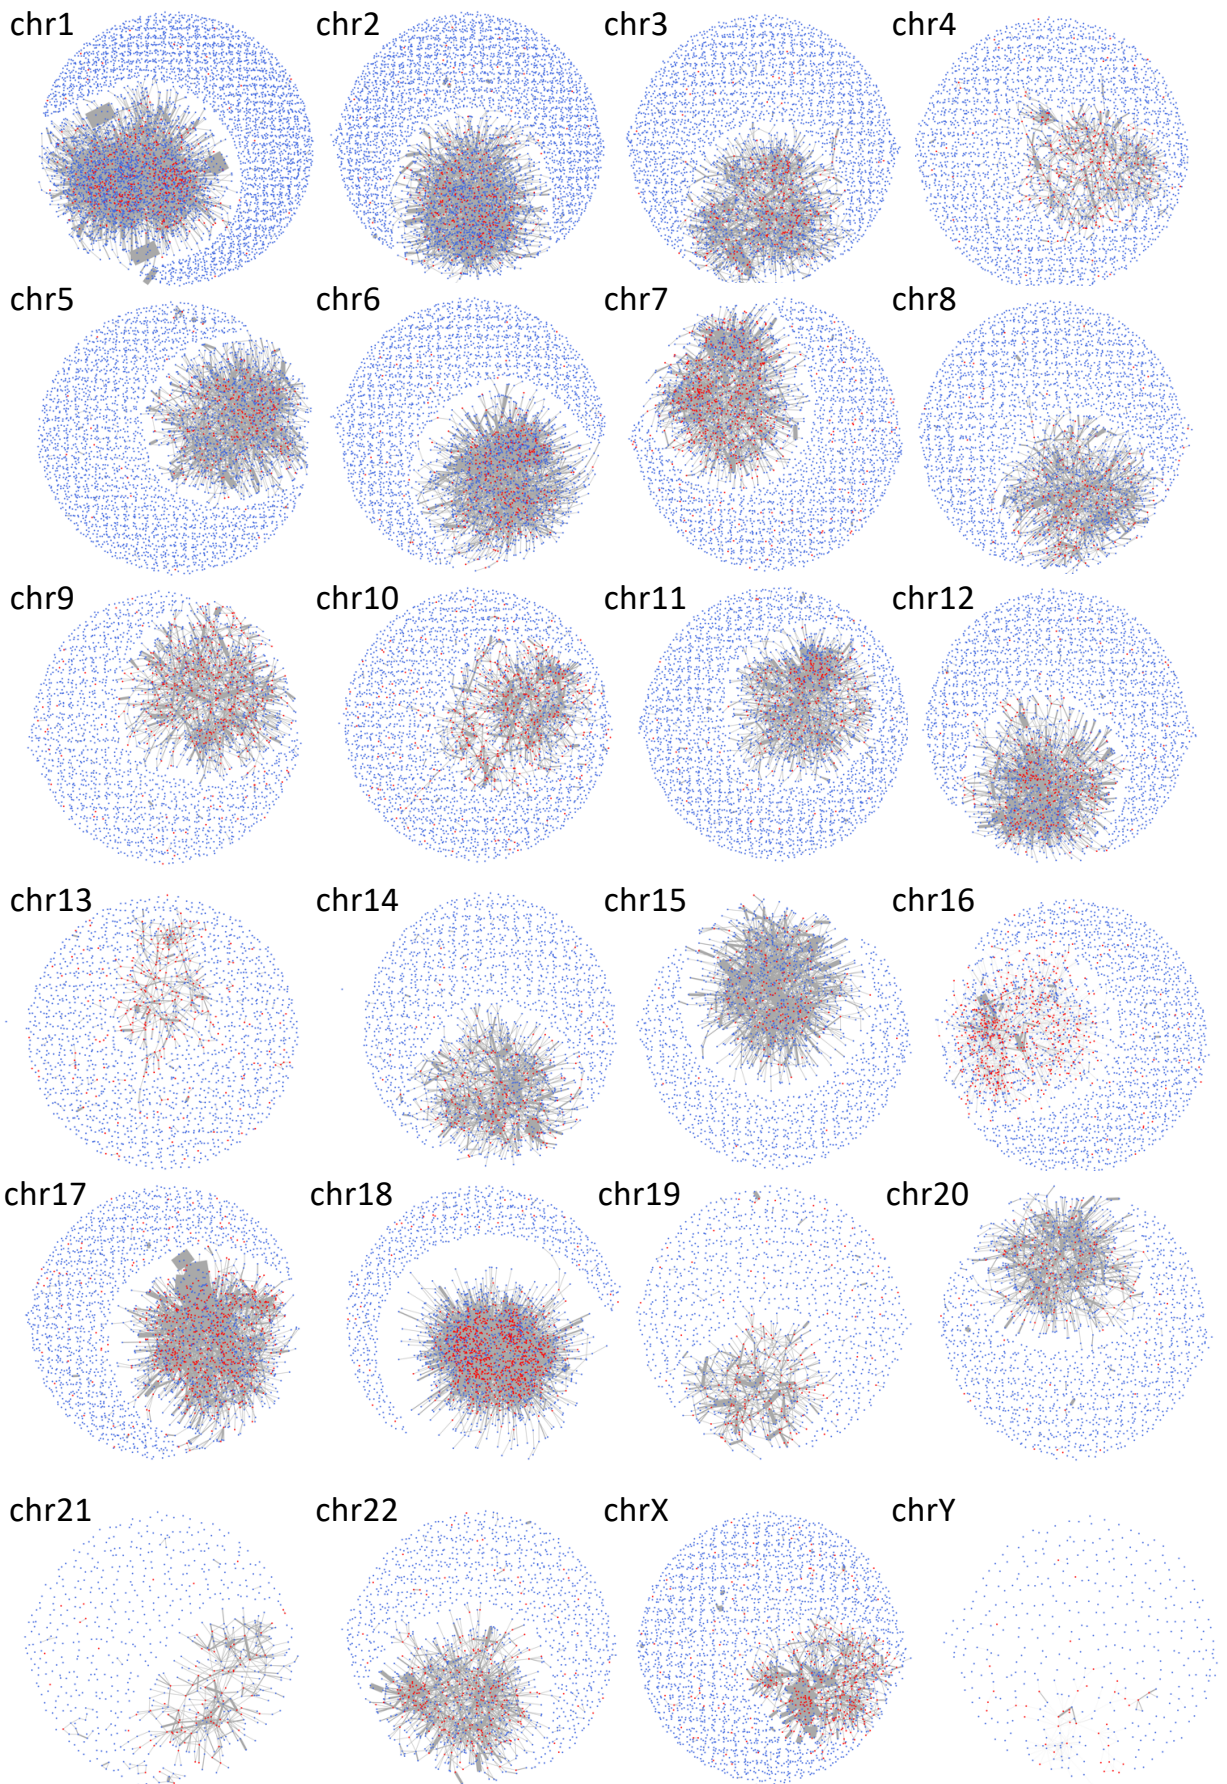 chr1 chr2 chr3 chr4
chr5 chr6 chr7 chr8
chr9 chr10 chr11 chr12
chr13 chr14 chr15 chr16
chr17 chr18 chr19 chr20
chr21 chr22 chrX chrY